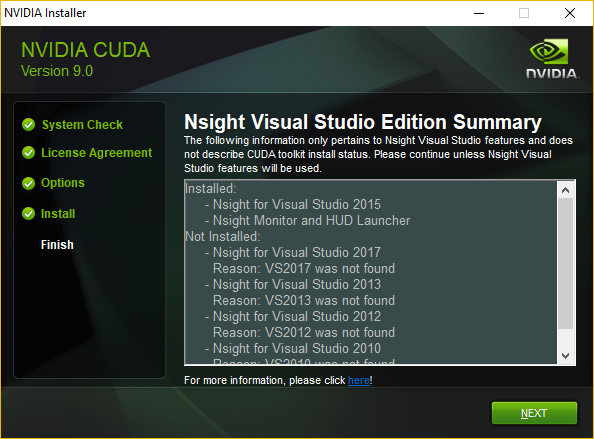 NVIDIA Installer
NVIDIA CUDA
Version 9.0
NVIDIA.
System Check
License Agreement
Options
Install
Finish
Nsight Visual Studio Edition Summary
The following information only pertains to Nsight Visual Studio features and does
not describe CUDA toolkit install status. Please continue unless Nsight Visual
Studio features will be used.
Installed:
- Nsight for Visual Studio 2015
- Nsight Monitor and HUD Launcher
Not Installed:
- Nsight for Visual Studio 2017
Reason: VS2017 was not found
- Nsight for Visual Studio 2013
Reason: VS2013 was not found
- Nsight for Visual Studio 2012
Reason: VS2012 was not found
- Nsight for Visual Studio 2010
Reason: VS2010 was not found
For more information, please click here!
NEXT